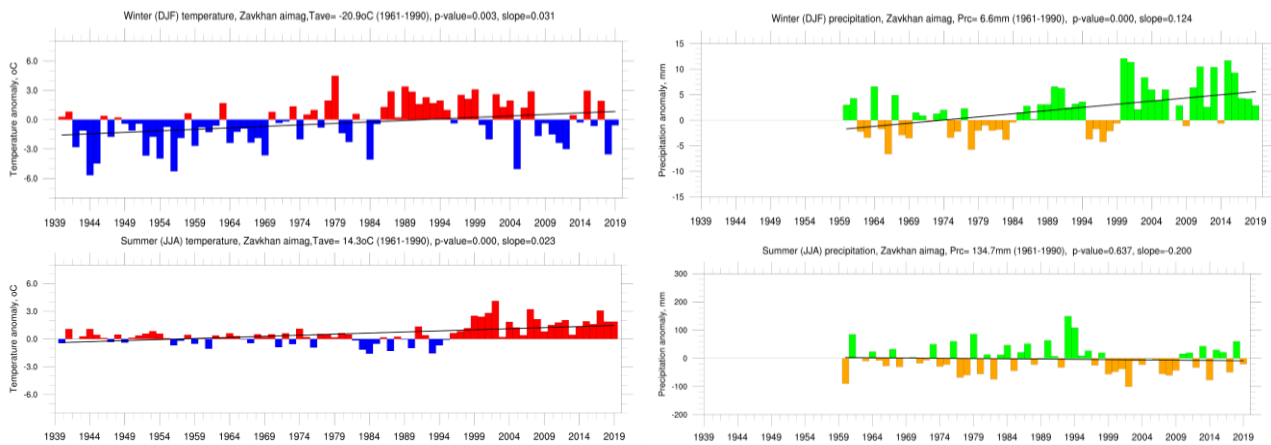 Winter (DJF) temperature, Zavkhan aimag,Tave= -20.9oC (1961-1990), p-value=0.003, slope=0.031
Temperature anomaly, oC
6.0
3.0
0.0
-3.0
-6.0
1939 1944 1949 1954 1959 1964 1969 1974 1979 1984 1989 1994 1999 2004 2009 2014 2019
Winter (DJF) precipitation, Zavkhan aimag, Prc= 6.6mm (1961-1990), p-value=0.000, slope=0.124
Precipitation anomaly, mm
15
10
5
0
-5
-10
-15
1939 1944 1949 1954 1959 1964 1969 1974 1979 1984 1989 1994 1999 2004 2009 2014 2019
Summer (JJA) temperature, Zavkhan aimag,Tave= 14.3oC (1961-1990), p-value=0.000, slope=0.023
Temperature anomaly, oC
6.0
3.0
0.0
-3.0
-6.0
1939 1944 1949 1954 1959 1964 1969 1974 1979 1984 1989 1994 1999 2004 2009 2014 2019
Summer (JJA) precipitation, Zavkhan aimag, Prc= 134.7mm (1961-1990), p-value=0.637, slope=-0.200
Precipitation anomaly, mm
300
200
100
0
-100
-200
1939 1944 1949 1954 1959 1964 1969 1974 1979 1984 1989 1994 1999 2004 2009 2014 2019